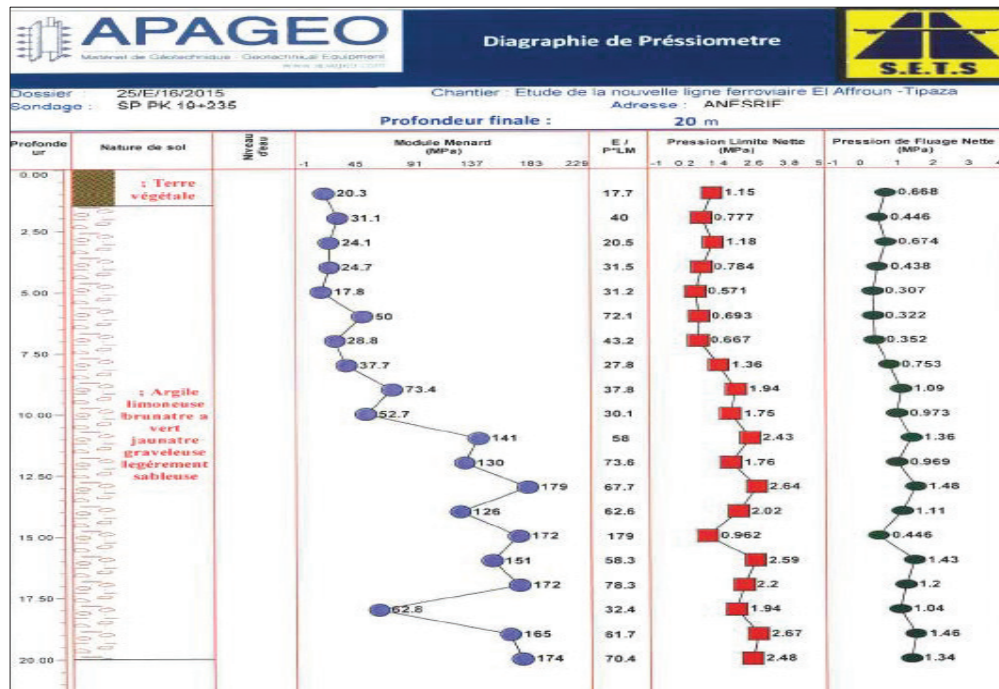 APAGEO
Matériel de Géotechnique - Geotechnical Equipment
www.apageo.com
Diagraphie de Préssiometre
S.E.T.S
Dossier : 25/E/16/2015
Chantier : Etude de la nouvelle ligne ferroviaire El Affroun -Tipaza
Sondage : SP PK 19+235
Adresse : ANESRIF
Profondeur finale : 20 m
Profonde
ur
Nature de sol
Niveau
d'eau
Module Menard
(MPa)
-1 45 91 137 183 229
E /
P*LM
Pression Limite Nette
(MPa)
-1 0.2 1.4 2.6 3.8 5
Pression de Fluage Nette
(MPa)
-1 0 1 2 3 4
0.00
; Terre
végétale
20.3 17.7 1.15 0.668
31.1 40 0.777 0.446
2.50
24.1 20.5 1.18 0.674
24.7 31.5 0.784 0.438
5.00
17.8 31.2 0.571 0.307
50 72.1 0.693 0.322
28.8 43.2 0.667 0.352
7.50
37.7 27.8 1.36 0.753
73.4 37.8 1.94 1.09
10.00
52.7 30.1 1.75 0.973
; Argile
limoneuse
brunatre a
vert
jaunatre
graveleuse
legérement
sableuse
141 58 2.43 1.36
130 73.6 1.76 0.969
12.50
179 67.7 2.64 1.48
126 62.6 2.02 1.11
15.00
172 179 0.962 0.446
151 58.3 2.59 1.43
172 78.3 2.2 1.2
17.50
62.8 32.4 1.94 1.04
165 61.7 2.67 1.46
20.00
174 70.4 2.48 1.34